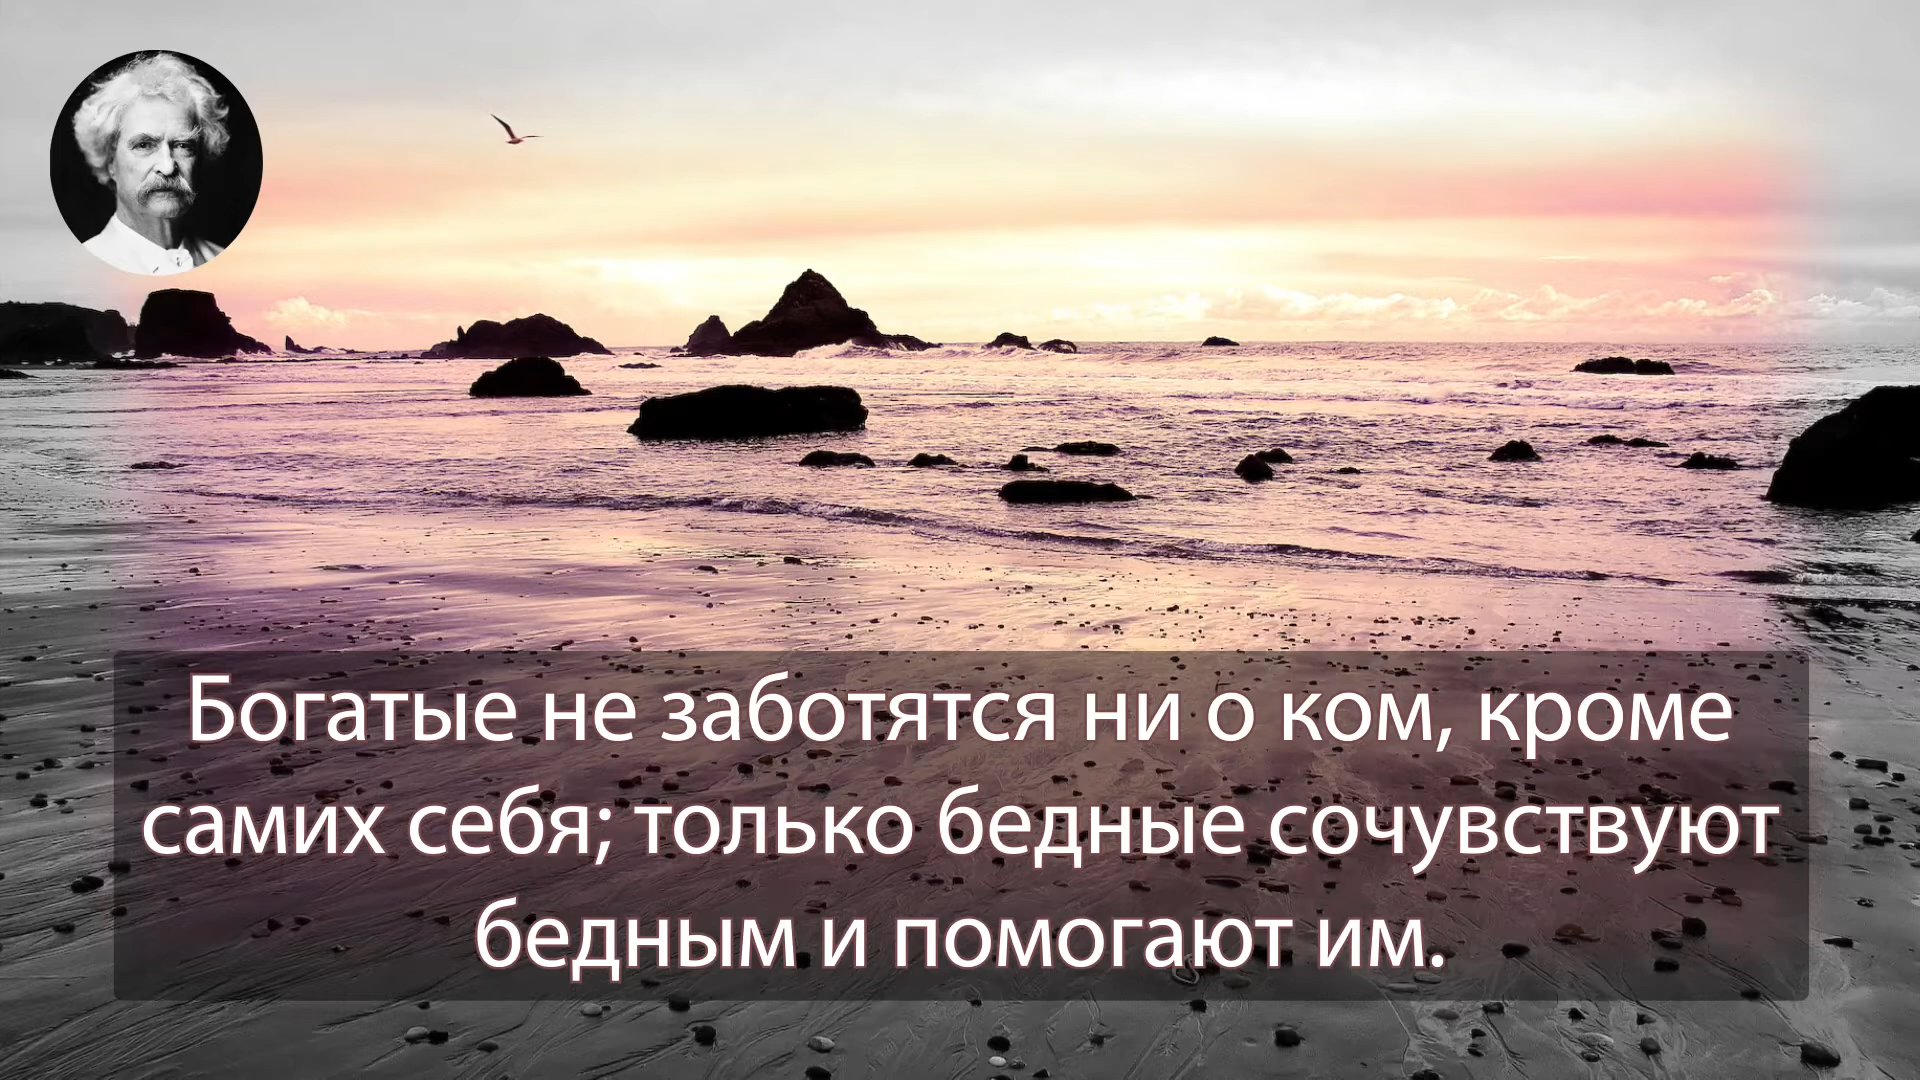 Богатые не заботятся ни о ком, кроме
самих себя; только бедные сочувствуют
бедным и помогают им.